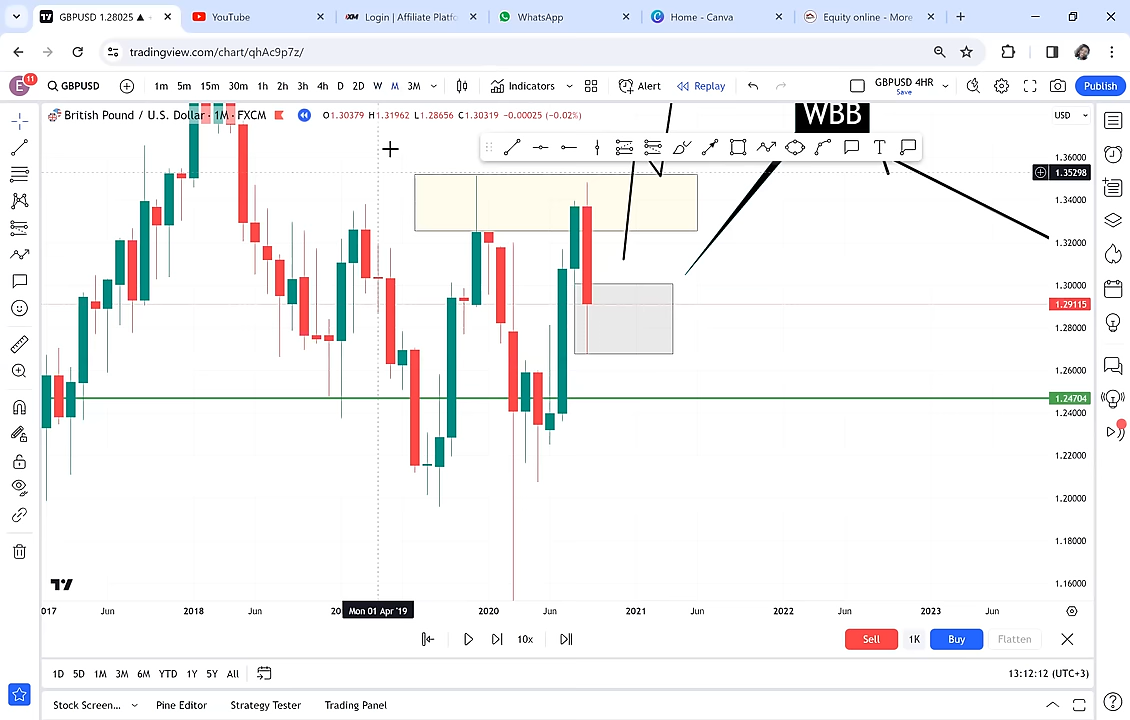 GBPUSD 1.28025 ▲
YouTube
XM Login | Affiliate Platfo
WhatsApp
Home - Canva
Equity online - More
tradingview.com/chart/qhAc9p7z/
E 11 GBPUSD 1m 5m 15m 30m 1h 2h 3h 4h D 2D W M 3M Indicators Alert Replay GBPUSD 4HR Save Publish
British Pound / U.S. Dollar · 1M · FXCM O1.30379 H1.31962 L1.28656 C1.30319 −0.00025 (−0.02%)
WBB
USD
1.36000
1.35298
1.34000
1.32000
1.30000
1.29115
1.28000
1.26000
1.24704
1.24000
1.22000
1.20000
1.18000
1.16000
017 Jun 2018 Jun 20 Mon 01 Apr '19 2020 Jun 2021 Jun 2022 Jun 2023 Jun
10x Sell 1K Buy Flatten
1D 5D 1M 3M 6M YTD 1Y 5Y All 13:12:12 (UTC+3)
Stock Screen... Pine Editor Strategy Tester Trading Panel